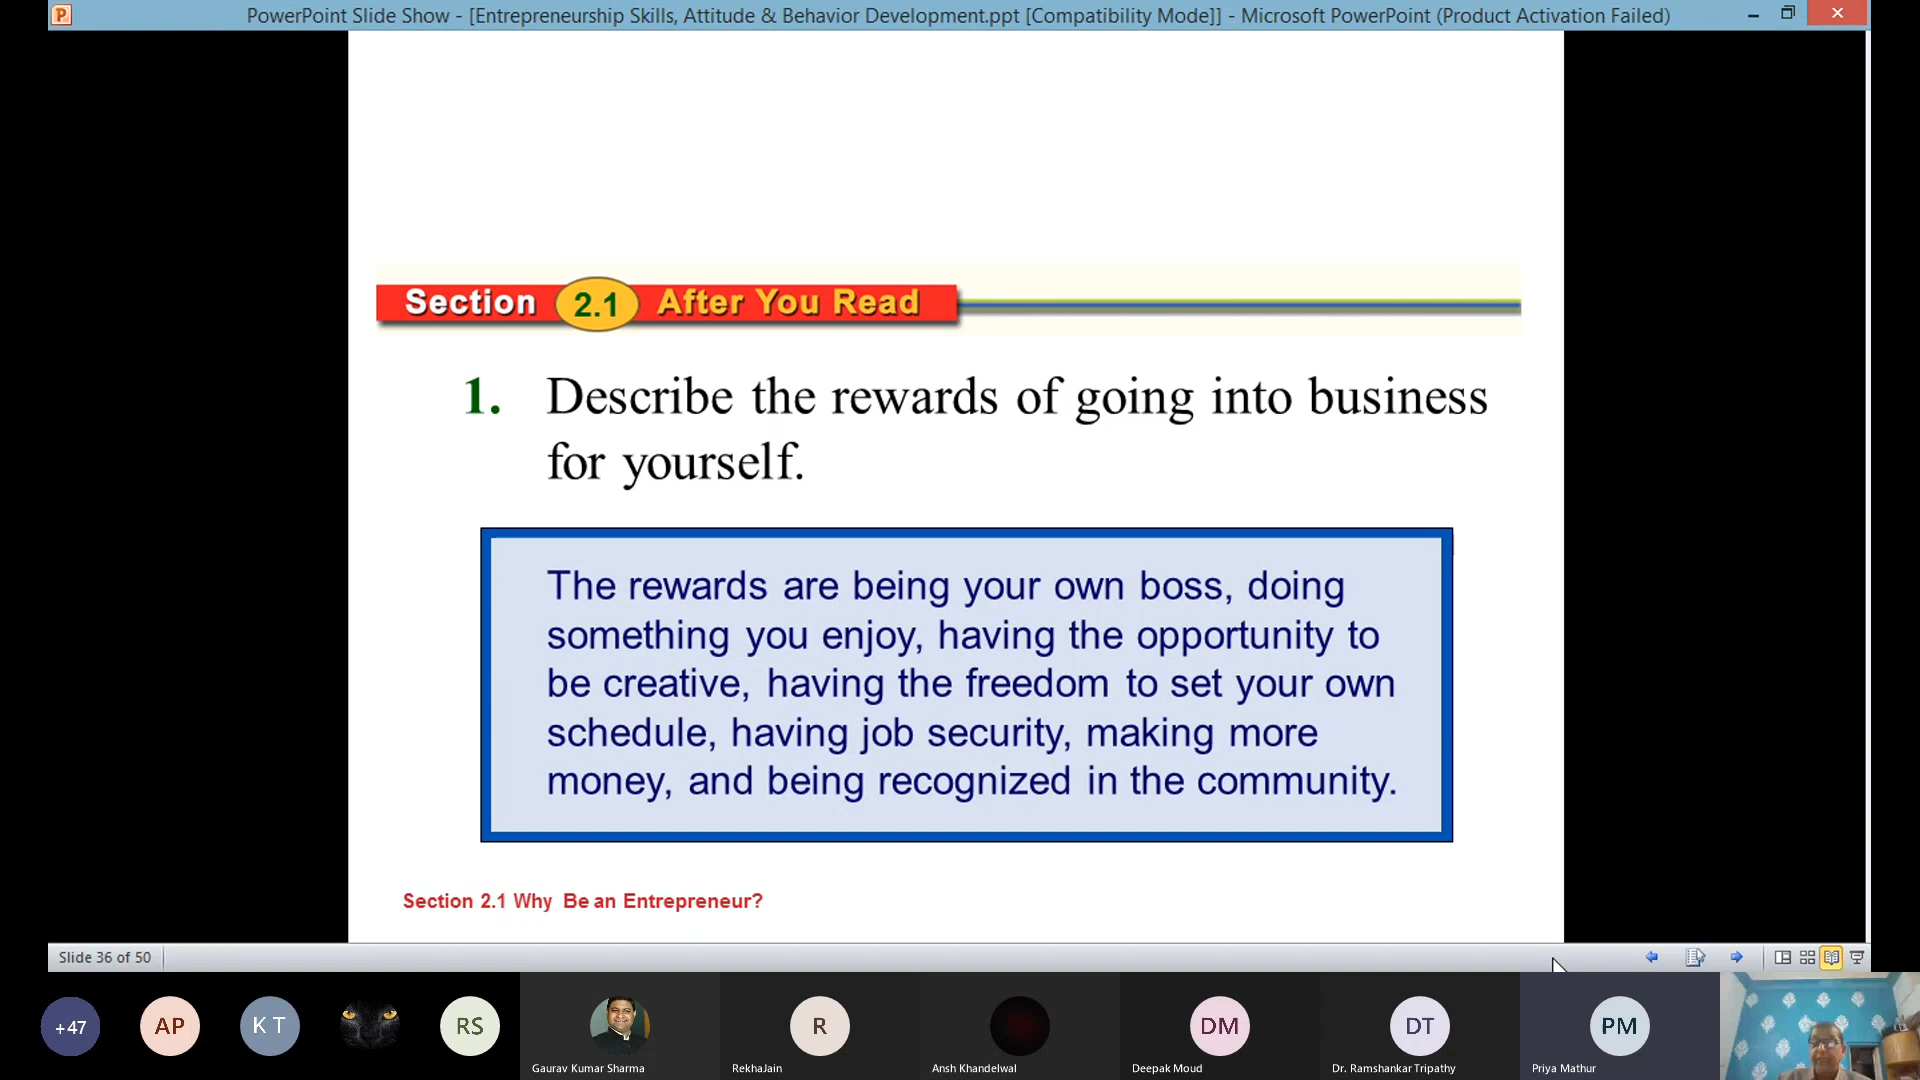 PowerPoint Slide Show - [Entrepreneurship Skills, Attitude & Behavior Development.ppt [Compatibility Mode]] - Microsoft PowerPoint (Product Activation Failed)
Section 2.1 After You Read
1. Describe the rewards of going into business
for yourself.
The rewards are being your own boss, doing
something you enjoy, having the opportunity to
be creative, having the freedom to set your own
schedule, having job security, making more
money, and being recognized in the community.
Section 2.1 Why Be an Entrepreneur?
Slide 36 of 50
+47 AP K T RS R DM DT PM
Gaurav Kumar Sharma RekhaJain Ansh Khandelwal Deepak Moud Dr. Ramshankar Tripathy Priya Mathur